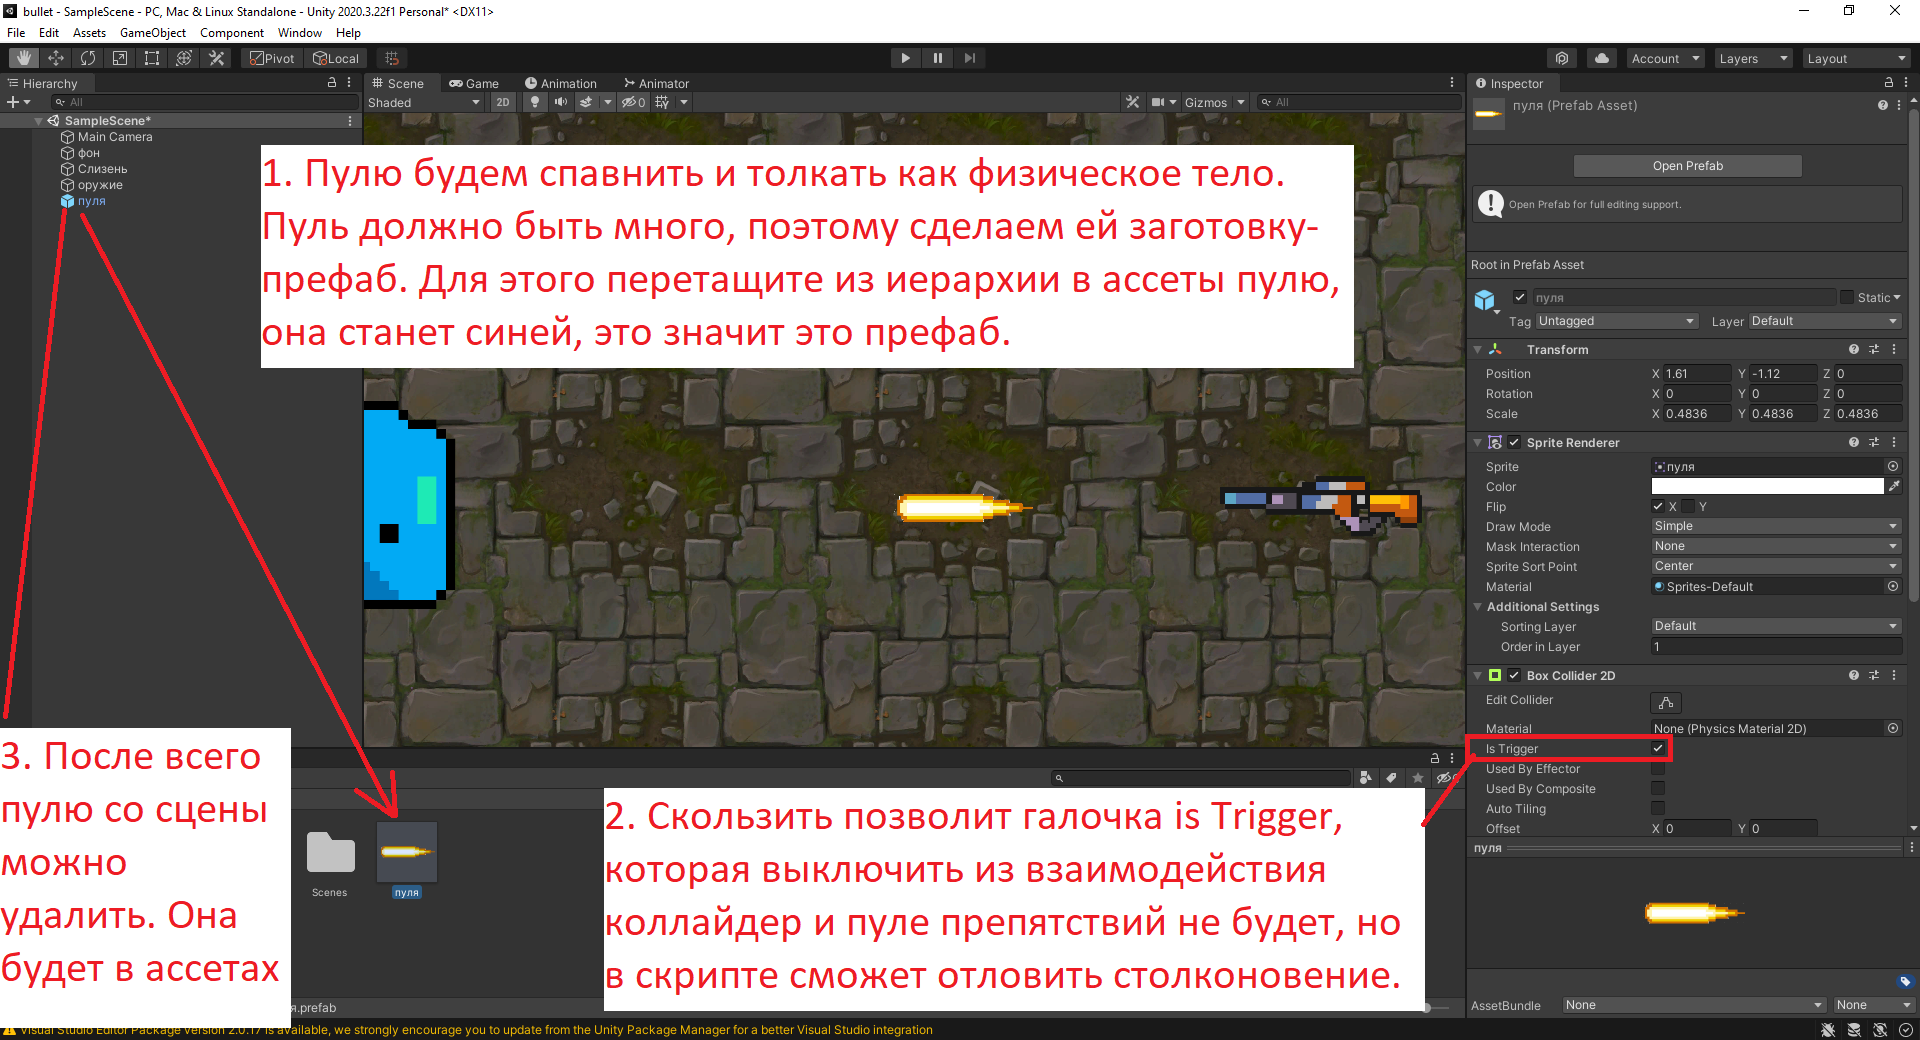 bullet - SampleScene - PC, Mac & Linux Standalone - Unity 2020.3.22f1 Personal* <DX11>
File Edit Assets GameObject Component Window Help
Pivot Local Account Layers Layout
Hierarchy
All
SampleScene*
Main Camera
фон
Слизень
оружие
пуля
Scene Game Animation Animator
Shaded 2D 0 Gizmos All
1. Пулю будем спавнить и толкать как физическое тело.
Пуль должно быть много, поэтому сделаем ей заготовку-
префаб. Для этого перетащите из иерархии в ассеты пулю,
она станет синей, это значит это префаб.
3. После всего
пулю со сцены
можно
удалить. Она
будет в ассетах
Scenes
пуля
2. Скользить позволит галочка is Trigger,
которая выключить из взаимодействия
коллайдер и пуле препятствий не будет, но
в скрипте сможет отловить столконовение.
я.prefab
Visual Studio Editor Package version 2.0.17 is available, we strongly encourage you to update from the Unity Package Manager for a better Visual Studio integration
Inspector
пуля (Prefab Asset)
Open Prefab
Open Prefab for full editing support.
Root in Prefab Asset
пуля Static
Tag Untagged Layer Default
Transform
Position X 1.61 Y -1.12 Z 0
Rotation X 0 Y 0 Z 0
Scale X 0.4836 Y 0.4836 Z 0.4836
Sprite Renderer
Sprite пуля
Color
Flip X Y
Draw Mode Simple
Mask Interaction None
Sprite Sort Point Center
Material Sprites-Default
Additional Settings
Sorting Layer Default
Order in Layer 1
Box Collider 2D
Edit Collider
Material None (Physics Material 2D)
Is Trigger
Used By Effector
Used By Composite
Auto Tiling
Offset X 0 Y 0
пуля
AssetBundle None None